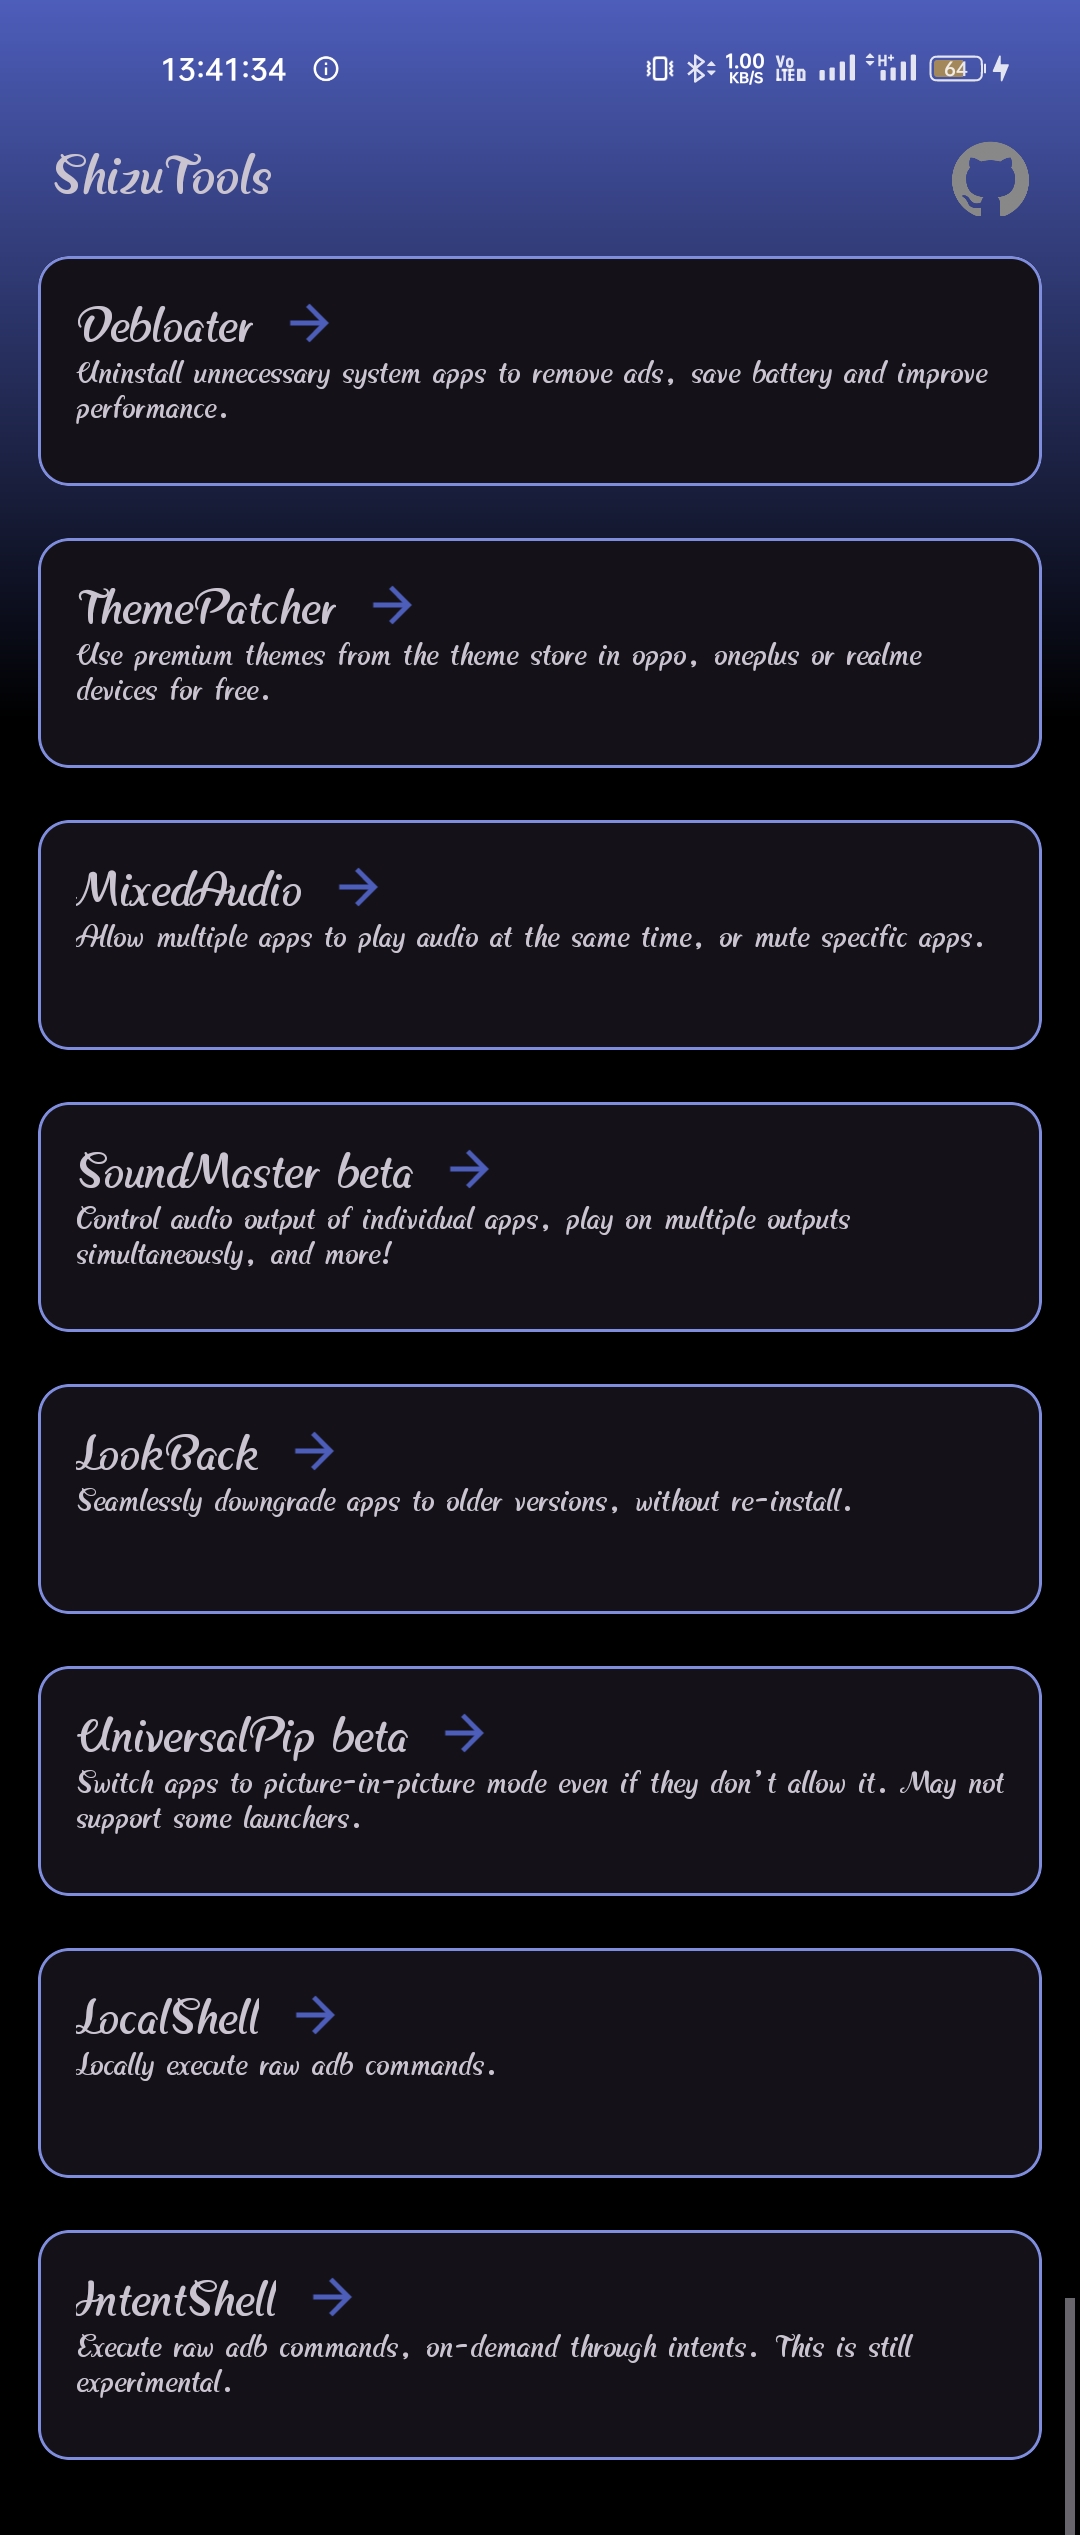 13:41:34
1.00
KB/S
Vo
LTE D
H+
64
ShizuTools
Debloater
Uninstall unnecessary system apps to remove ads, save battery and improve
performance.
ThemePatcher
Use premium themes from the theme store in oppo, oneplus or realme
devices for free.
MixedAudio
Allow multiple apps to play audio at the same time, or mute specific apps.
SoundMaster beta
Control audio output of individual apps, play on multiple outputs
simultaneously, and more!
LookBack
Seamlessly downgrade apps to older versions, without re-install.
UniversalPip beta
Switch apps to picture-in-picture mode even if they don't allow it. May not
support some launchers.
LocalShell
Locally execute raw adb commands.
IntentShell
Execute raw adb commands, on-demand through intents. This is still
experimental.